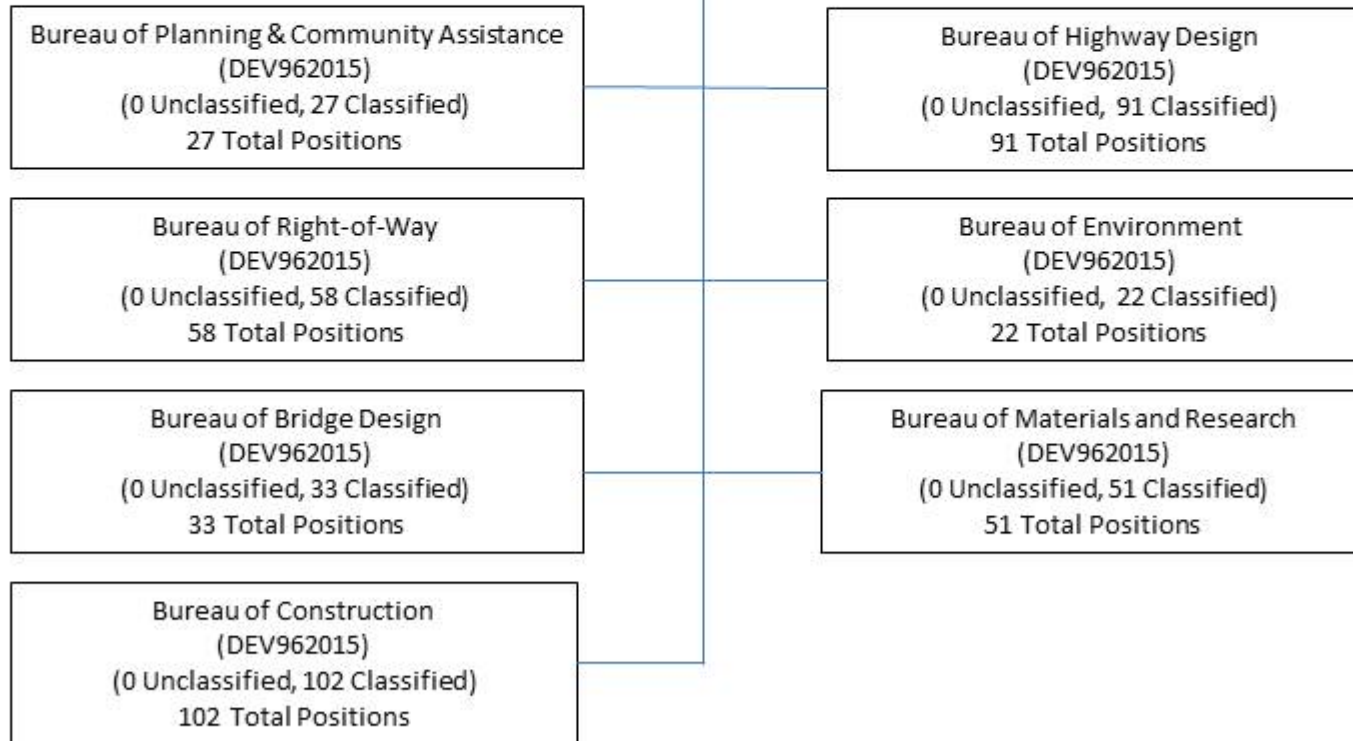 Bureau of Planning & Community Assistance
(DEV962015)
(0 Unclassified, 27 Classified)
27 Total Positions
Bureau of Highway Design
(DEV962015)
(0 Unclassified, 91 Classified)
91 Total Positions
Bureau of Right-of-Way
(DEV962015)
(0 Unclassified, 58 Classified)
58 Total Positions
Bureau of Environment
(DEV962015)
(0 Unclassified, 22 Classified)
22 Total Positions
Bureau of Bridge Design
(DEV962015)
(0 Unclassified, 33 Classified)
33 Total Positions
Bureau of Materials and Research
(DEV962015)
(0 Unclassified, 51 Classified)
51 Total Positions
Bureau of Construction
(DEV962015)
(0 Unclassified, 102 Classified)
102 Total Positions